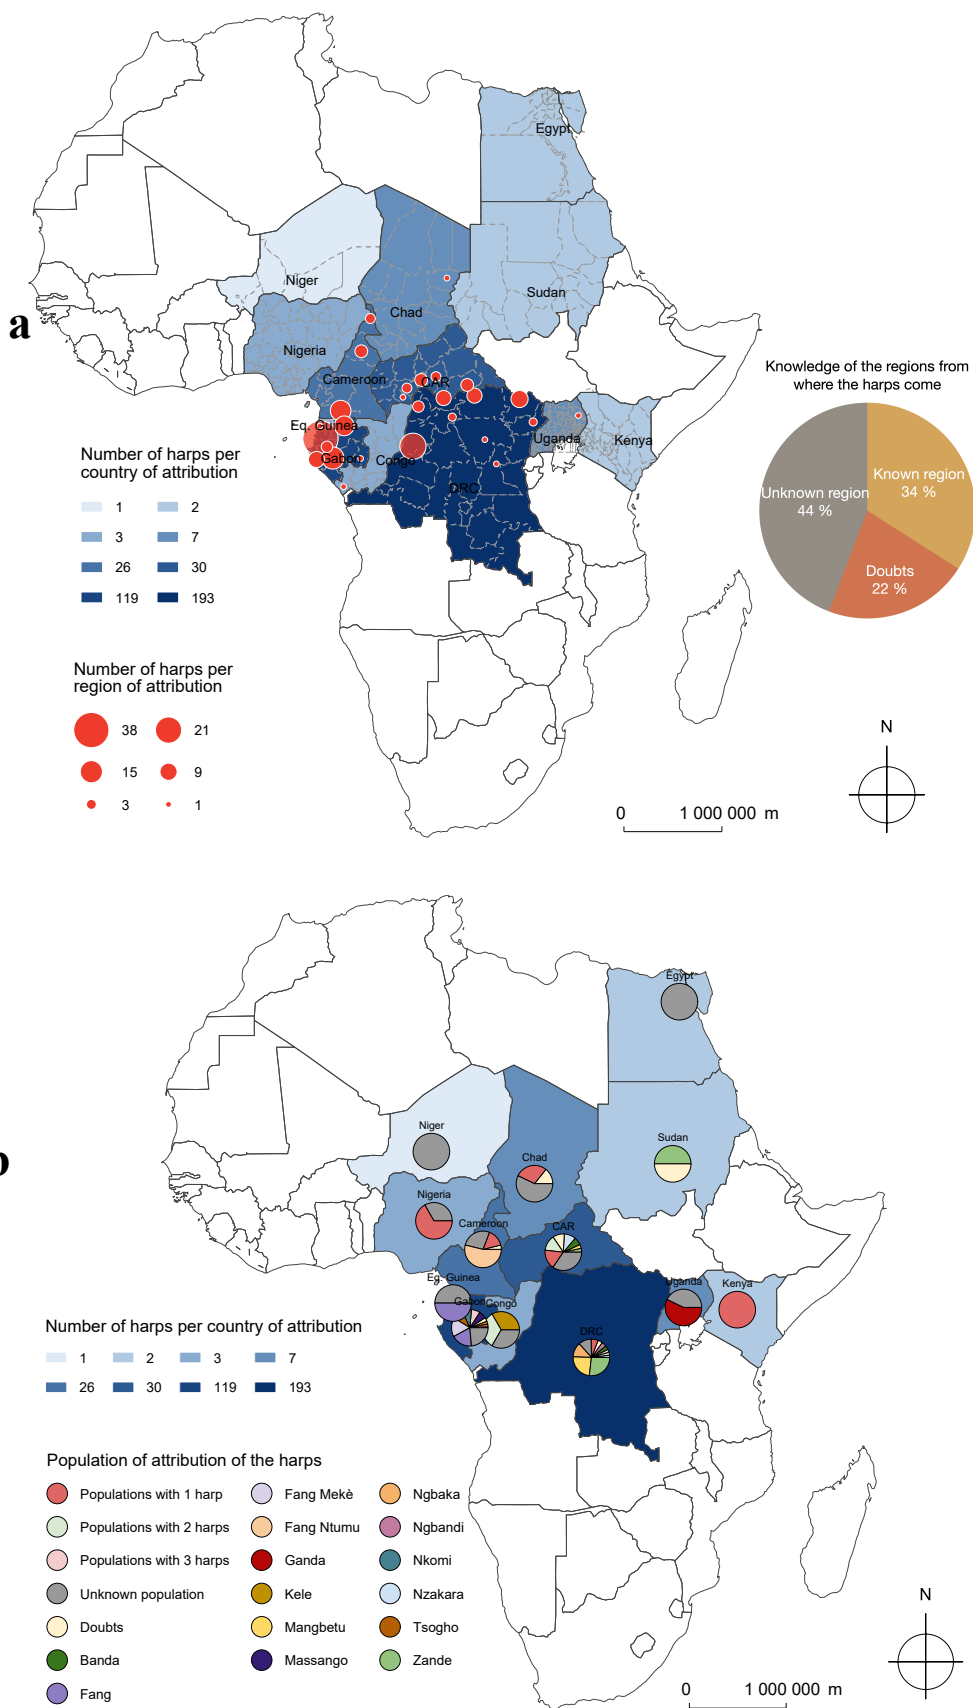 a
Egypt
Niger
Sudan
Chad
Nigeria
Cameroon
CAR
Eq. Guinea
Gabon
Congo
Uganda
Kenya
DRC
Knowledge of the regions from
where the harps come
Known region
34 %
Unknown region
44 %
Doubts
22 %
Number of harps per
country of attribution
1 2
3 7
26 30
119 193
Number of harps per
region of attribution
38 21
15 9
3 1
N
0 1 000 000 m
b
Egypt
Niger
Sudan
Chad
Nigeria
Cameroon
CAR
Eq. Guinea
Gabon
Congo
Uganda
Kenya
DRC
Number of harps per country of attribution
1 2 3 7
26 30 119 193
Population of attribution of the harps
Populations with 1 harp Fang Mekè Ngbaka
Populations with 2 harps Fang Ntumu Ngbandi
Populations with 3 harps Ganda Nkomi
Unknown population Kele Nzakara
Doubts Mangbetu Tsogho
Banda Massango Zande
Fang
N
0 1 000 000 m